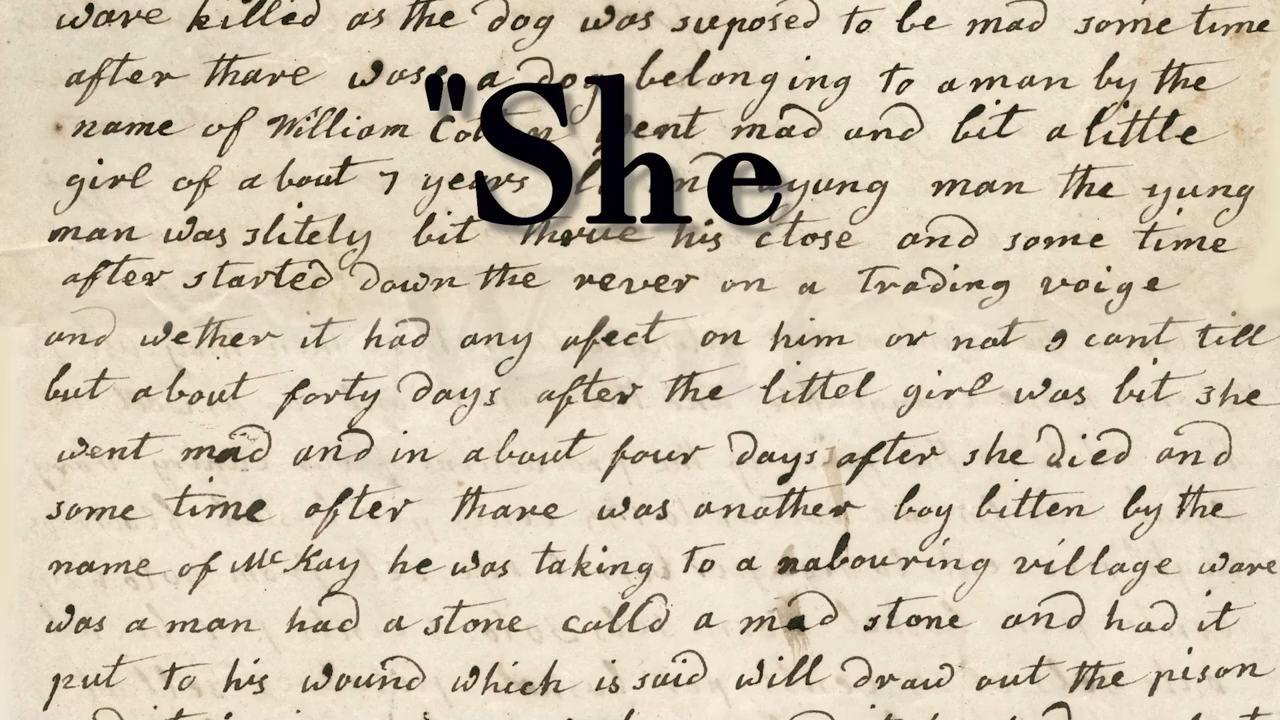 ware killed as the dog was suposed to be mad some time
after thare wass a dog belonging to a man by the
"She
name of William went mad and bit a little
girl of about 7 years and a yung man the yung
man was slitely bit thrue his close and some time
after started down the rever on a trading voige
and wether it had any afect on him or not I cant till
but about forty days after the littel girl was bit she
went mad and in about four days after she died and
some time after thare was another boy bitten by the
name of McKay he was taking to a nabouring village ware
was a man had a stone calld a mad stone and had it
put to his wound which is said will draw out the pison